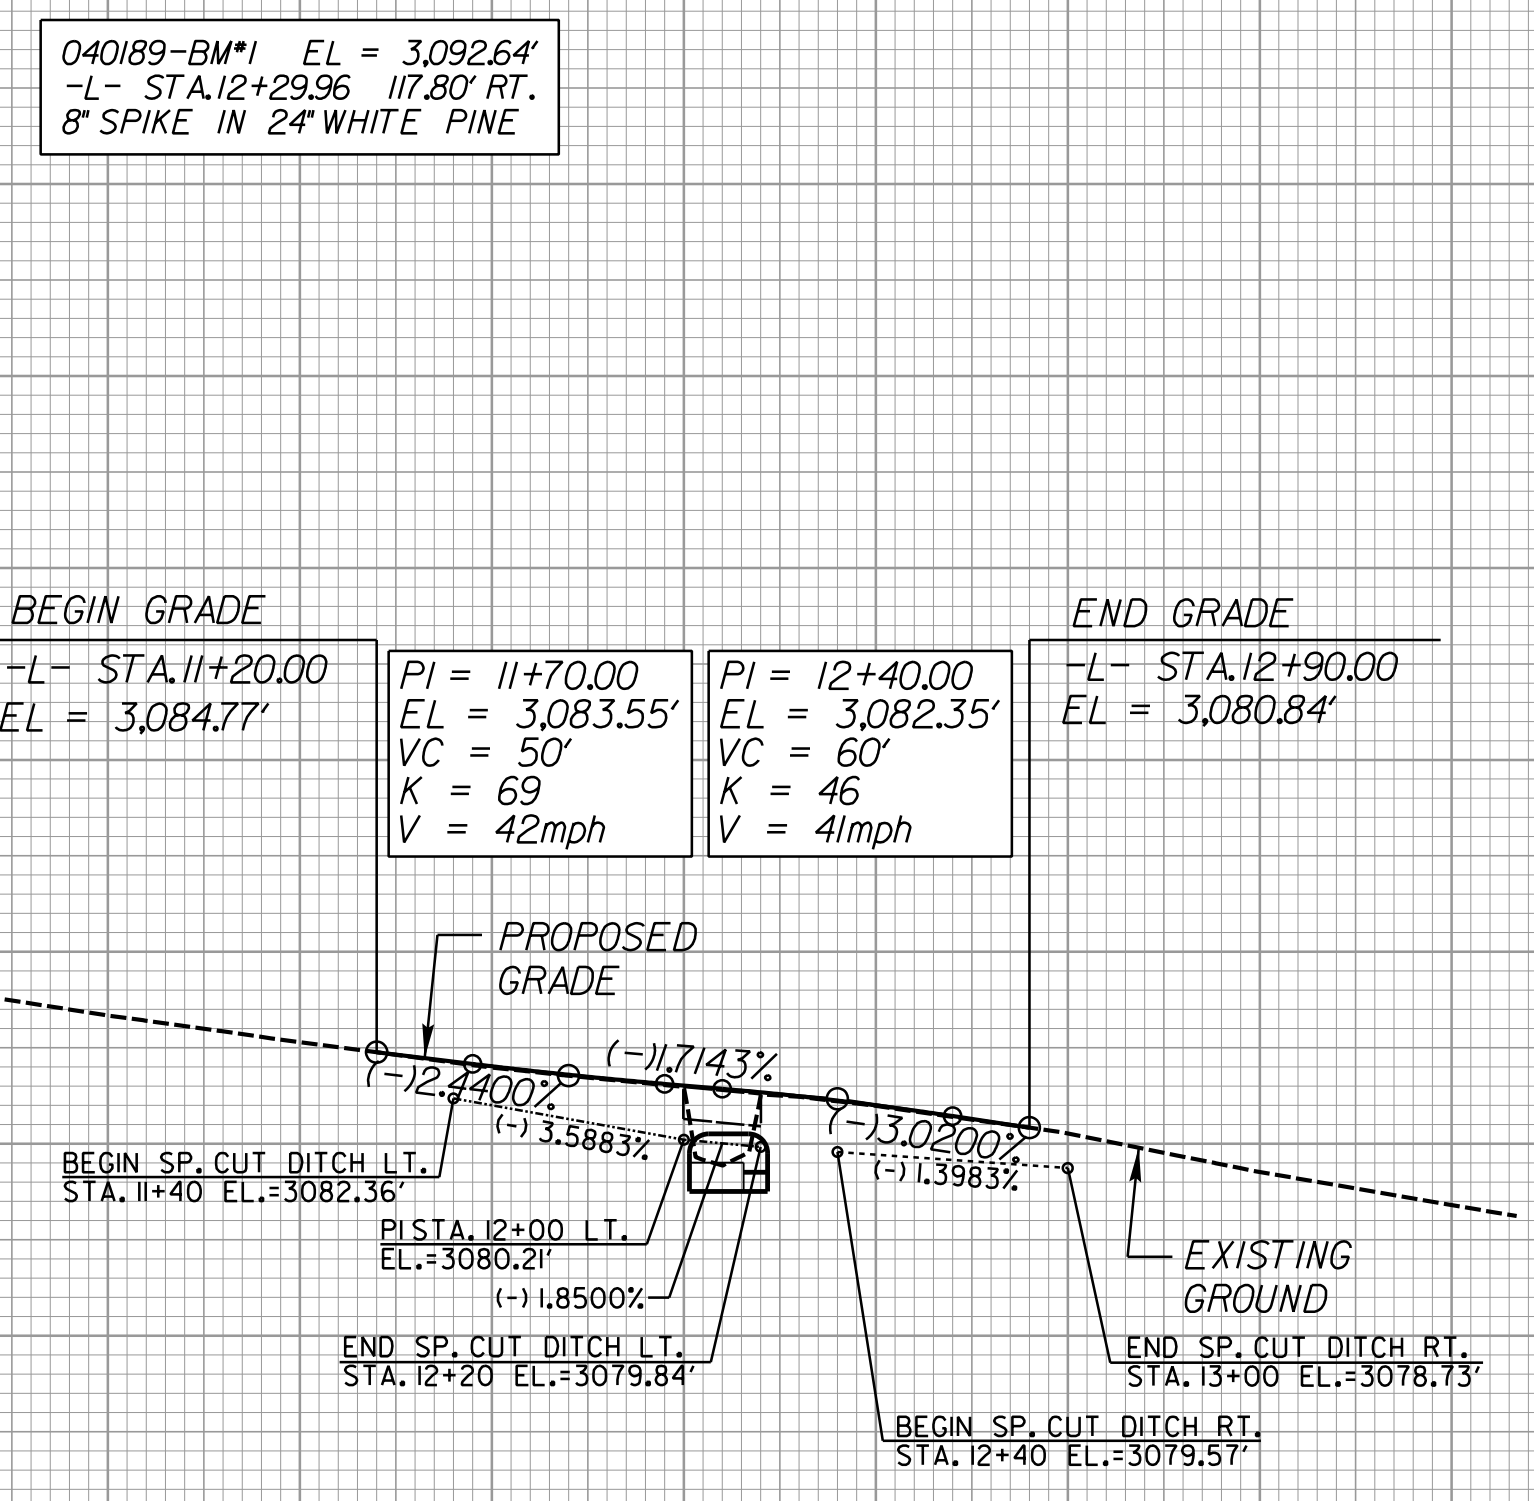 040189-BM#1 EL = 3,092.64'
-L- STA. 12+29.96 117.80' RT.
8" SPIKE IN 24" WHITE PINE
BEGIN GRADE
-L- STA. 11+20.00
EL = 3,084.77'
PI = 11+70.00
EL = 3,083.55'
VC = 50'
K = 69
V = 42mph
PI = 12+40.00
EL = 3,082.35'
VC = 60'
K = 46
V = 41mph
END GRADE
-L- STA. 12+90.00
EL = 3,080.84'
PROPOSED
GRADE
(-)2.4400%
(-)1.7143%
(-)3.0200%
(-) 3.5883%
(-) 1.3983%
BEGIN SP. CUT DITCH LT.
STA. 11+40 EL.=3082.36'
PI STA. 12+00 LT.
EL.=3080.21'
(-) 1.8500%
END SP. CUT DITCH LT.
STA. 12+20 EL.=3079.84'
EXISTING
GROUND
END SP. CUT DITCH RT.
STA. 13+00 EL.=3078.73'
BEGIN SP. CUT DITCH RT.
STA. 12+40 EL.=3079.57'